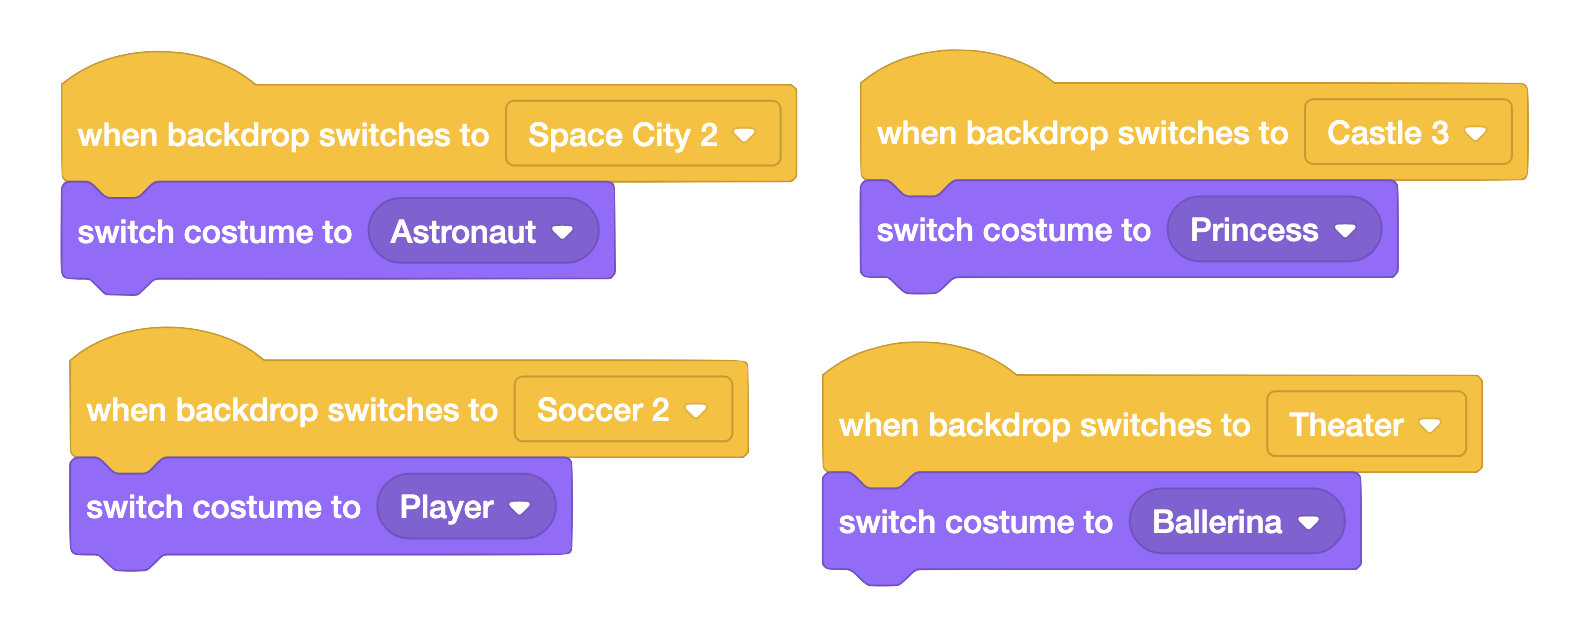 when backdrop switches to Space City 2
switch costume to Astronaut
when backdrop switches to Castle 3
switch costume to Princess
when backdrop switches to Soccer 2
switch costume to Player
when backdrop switches to Theater
switch costume to Ballerina